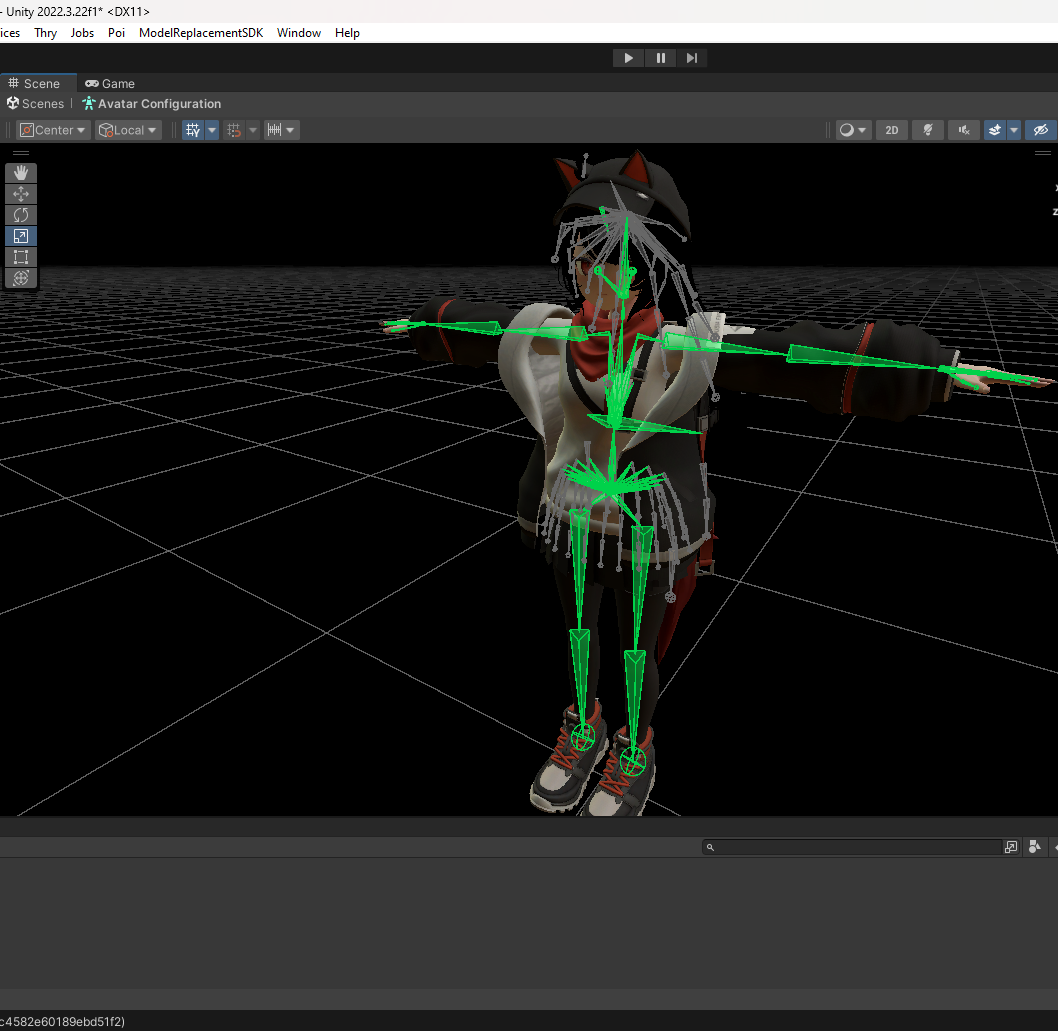 - Unity 2022.3.22f1* <DX11>
ices Thry Jobs Poi ModelReplacementSDK Window Help
Scene Game
Scenes | Avatar Configuration
Center Local 2D
z
c4582e60189ebd51f2)